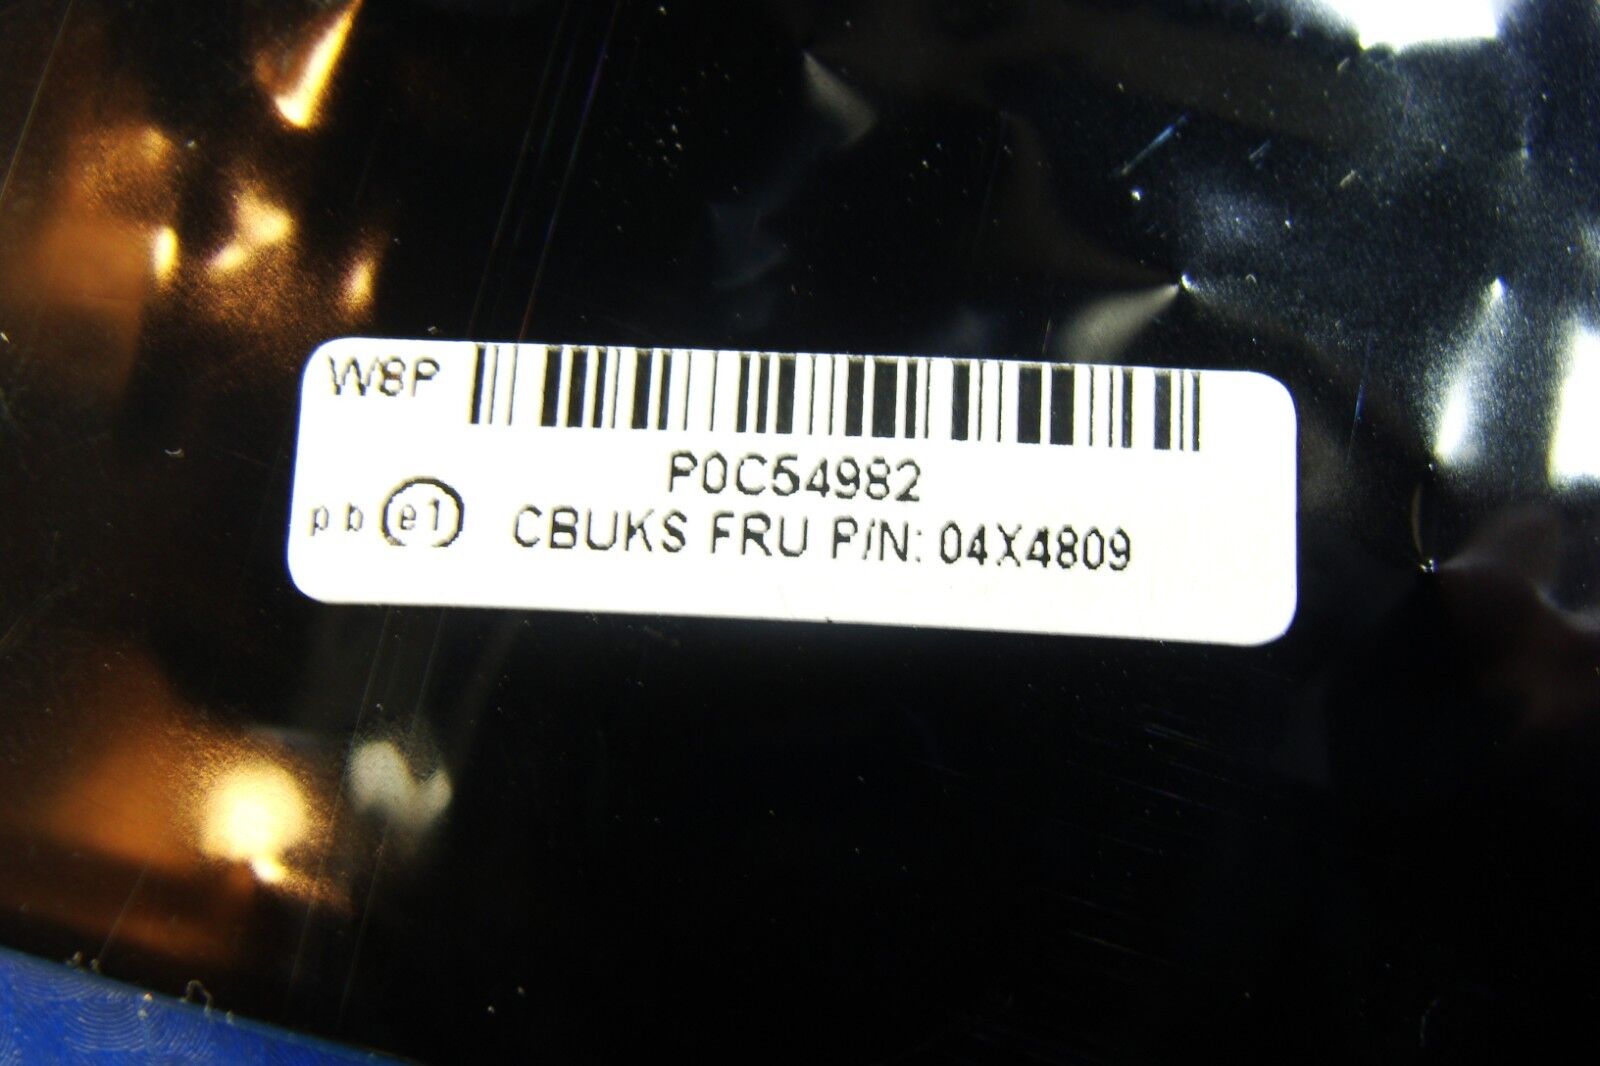 W8P
P0C54982
pb e1 CBUKS FRU P/N: 04X4809